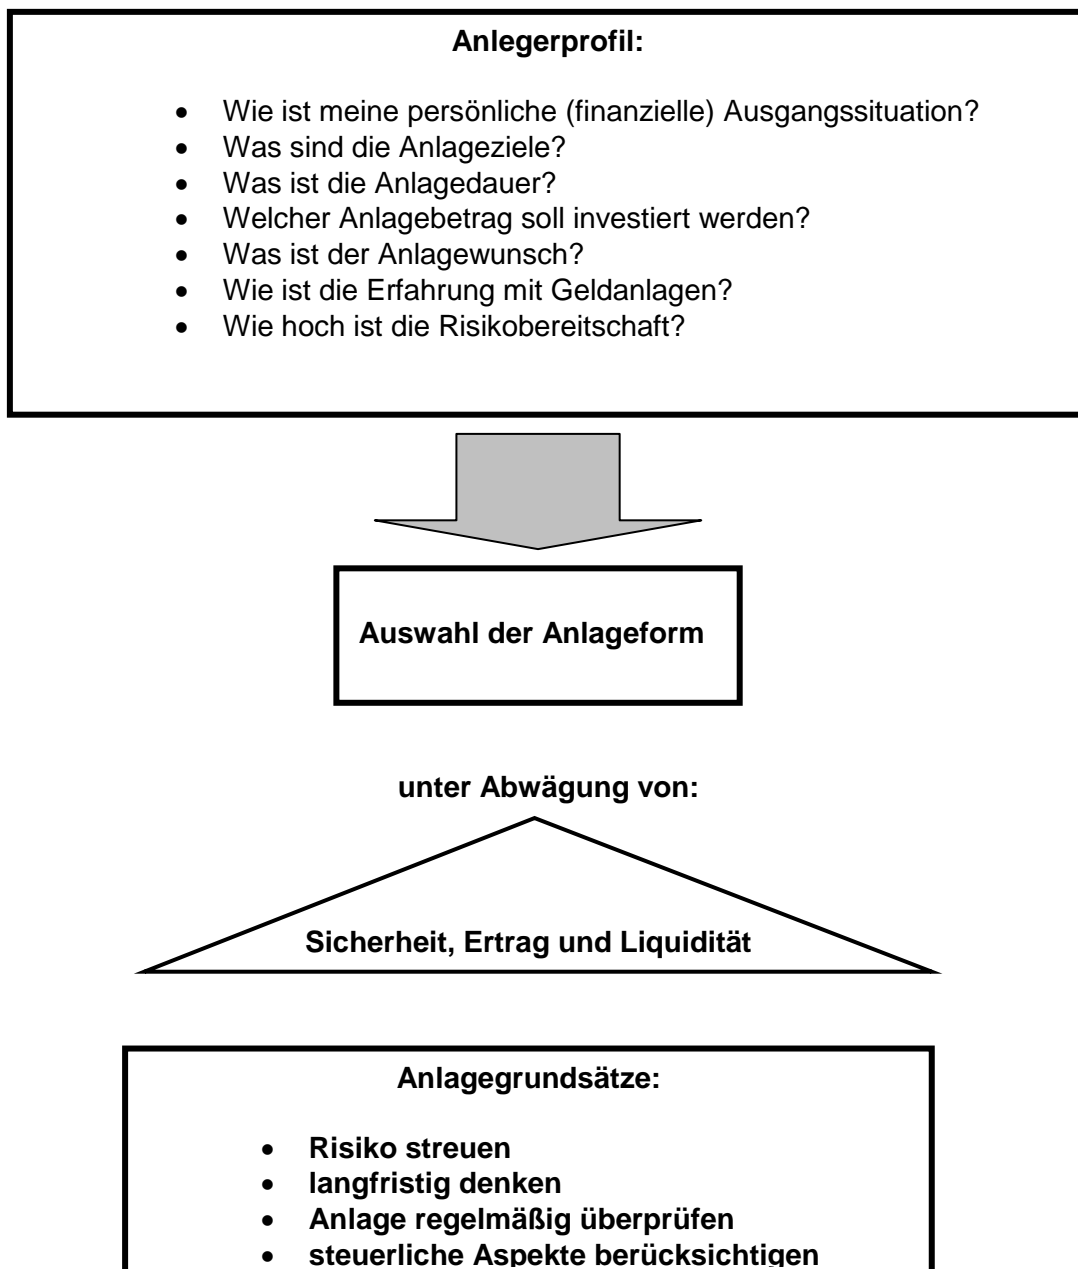 Anlegerprofil:
• Wie ist meine persönliche (finanzielle) Ausgangssituation?
• Was sind die Anlageziele?
• Was ist die Anlagedauer?
• Welcher Anlagebetrag soll investiert werden?
• Was ist der Anlagewunsch?
• Wie ist die Erfahrung mit Geldanlagen?
• Wie hoch ist die Risikobereitschaft?
Auswahl der Anlageform
unter Abwägung von:
Sicherheit, Ertrag und Liquidität
Anlagegrundsätze:
• Risiko streuen
• langfristig denken
• Anlage regelmäßig überprüfen
• steuerliche Aspekte berücksichtigen